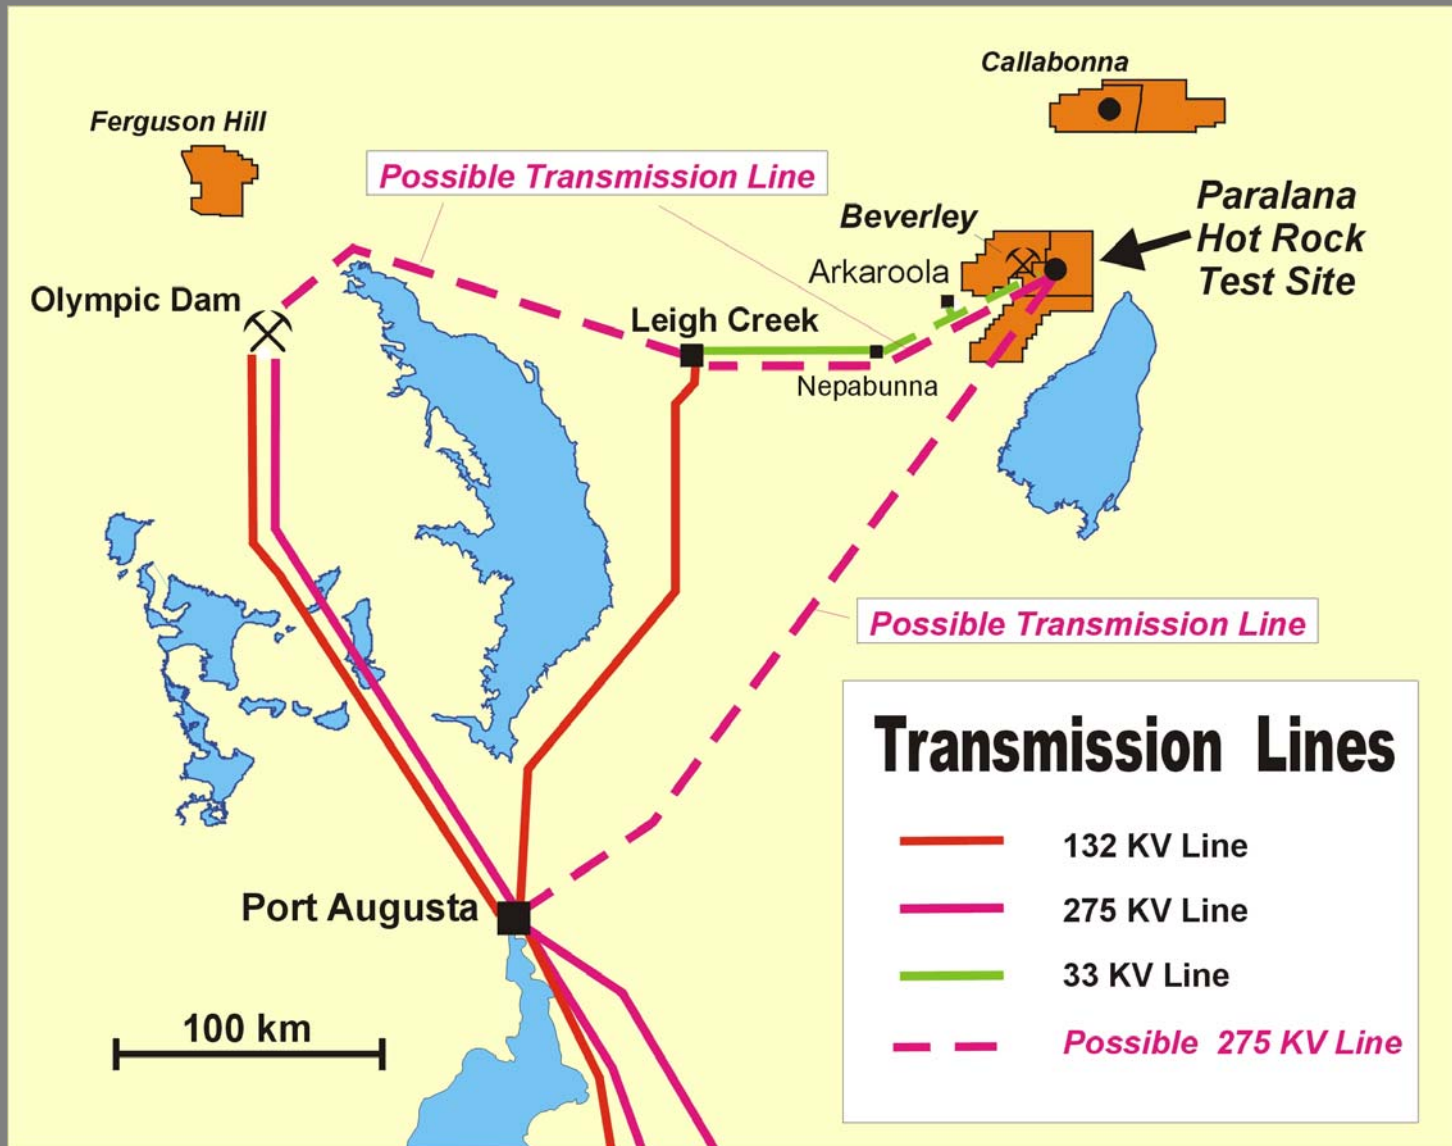 Callabonna
Ferguson Hill
Possible Transmission Line
Paralana
Hot Rock
Test Site
Beverley
Arkaroola
Olympic Dam
Leigh Creek
Nepabunna
Possible Transmission Line
Transmission Lines
132 KV Line
275 KV Line
33 KV Line
Possible 275 KV Line
Port Augusta
100 km